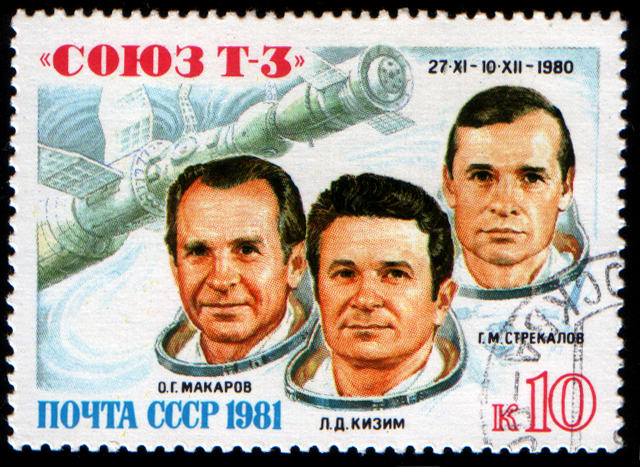 «СОЮЗ Т-3»
27·XI-10·XII-1980
Г.М.СТРЕКАЛОВ
О.Г.МАКАРОВ
Л.Д.КИЗИМ
ПОЧТА СССР 1981
к10